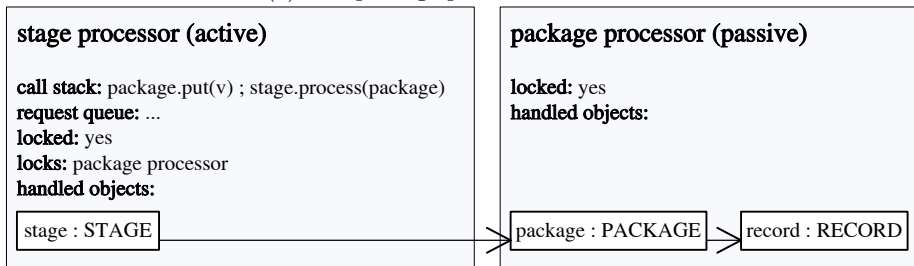 stage processor (active)
call stack: package.put(v) ; stage.process(package)
request queue: ...
locked: yes
locks: package processor
handled objects:
stage : STAGE
package processor (passive)
locked: yes
handled objects:
package : PACKAGE
record : RECORD